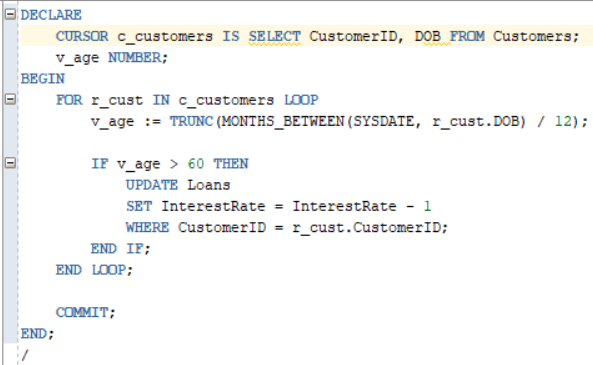 DECLARE
    CURSOR c_customers IS SELECT CustomerID, DOB FROM Customers;
    v_age NUMBER;
BEGIN
    FOR r_cust IN c_customers LOOP
        v_age := TRUNC(MONTHS_BETWEEN(SYSDATE, r_cust.DOB) / 12);
        IF v_age > 60 THEN
            UPDATE Loans
            SET InterestRate = InterestRate - 1
            WHERE CustomerID = r_cust.CustomerID;
        END IF;
    END LOOP;
    COMMIT;
END;
/